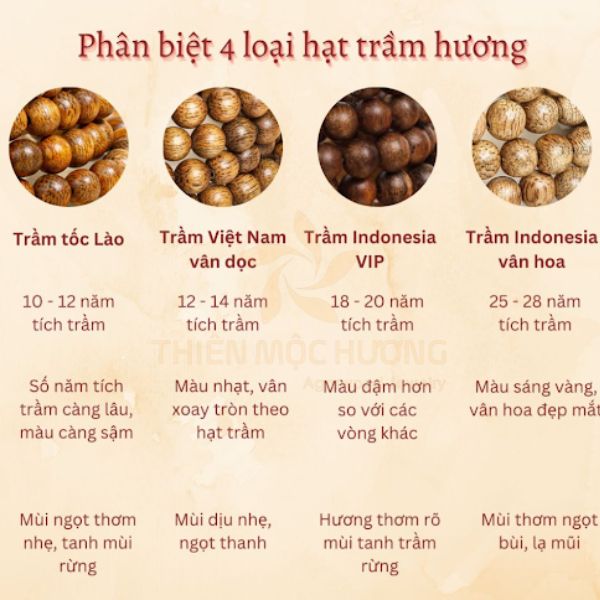 Phân biệt 4 loại hạt trầm hương
Trầm tốc Lào
Trầm Việt Nam
vân dọc
Trầm Indonesia
VIP
Trầm Indonesia
vân hoa
10 - 12 năm
tích trầm
12 - 14 năm
tích trầm
18 - 20 năm
tích trầm
25 - 28 năm
tích trầm
THIÊN MỘC HƯƠNG
Số năm tích
trầm càng lâu,
màu càng sậm
Màu nhạt, vân
xoay tròn theo
hạt trầm
Màu đậm hơn
so với các
vòng khác
Màu sáng vàng,
vân hoa đẹp mắt
Mùi ngọt thơm
nhẹ, tanh mùi
rừng
Mùi dịu nhẹ,
ngọt thanh
Hương thơm rõ
mùi tanh trầm
rừng
Mùi thơm ngọt
bùi, lạ mũi